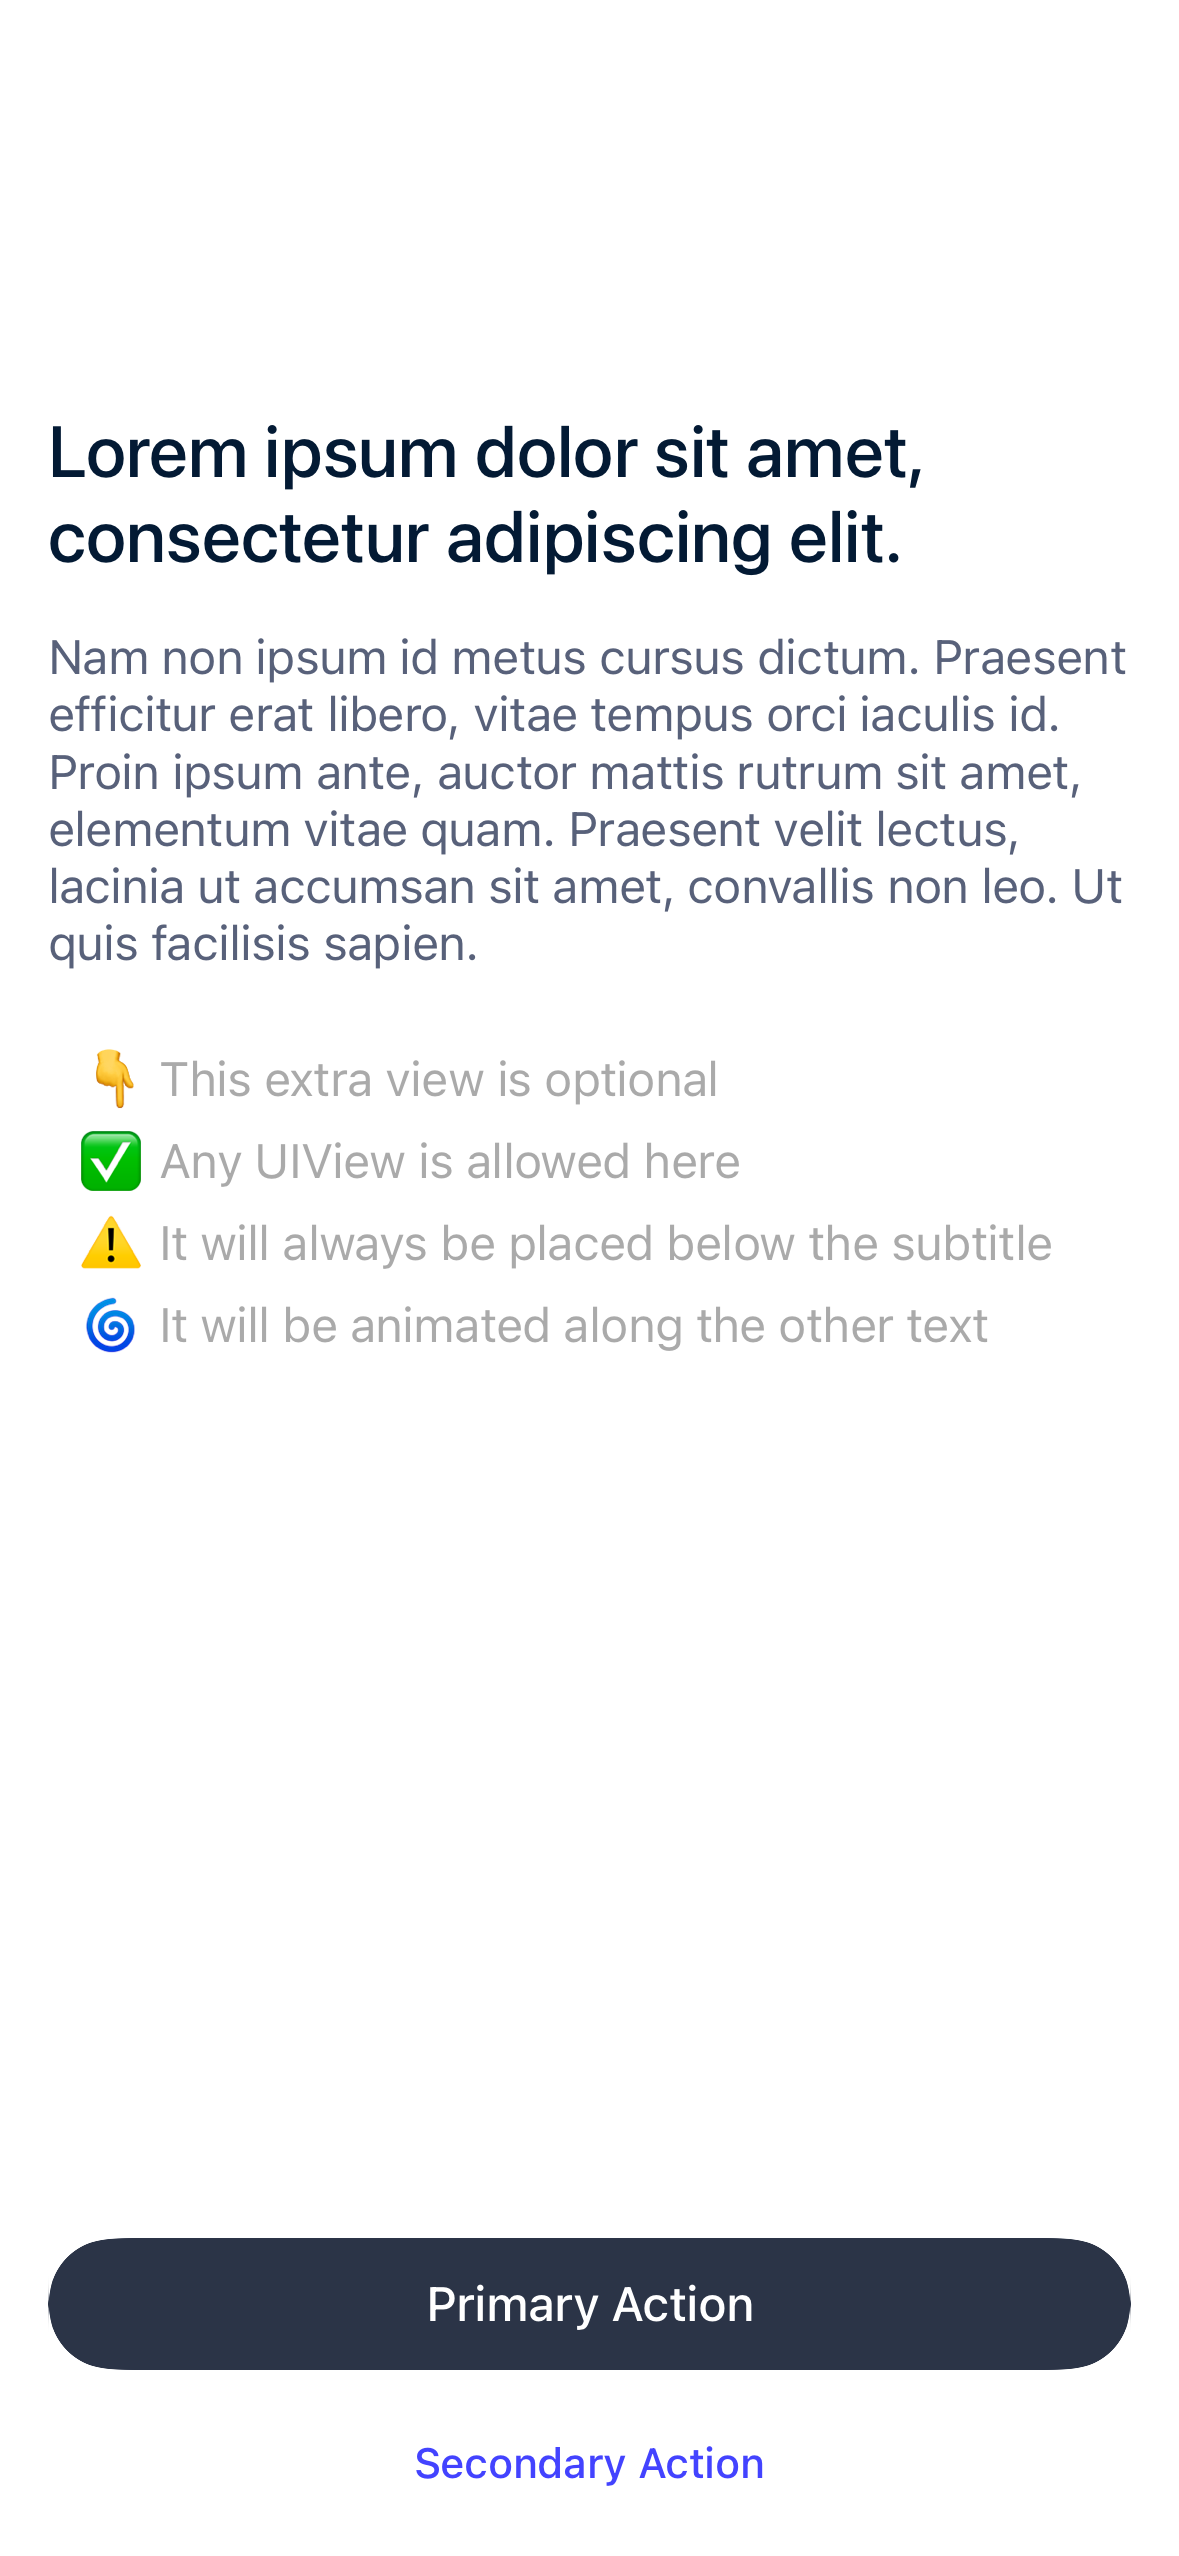 Lorem ipsum dolor sit amet,
consectetur adipiscing elit.
Nam non ipsum id metus cursus dictum. Praesent
efficitur erat libero, vitae tempus orci iaculis id.
Proin ipsum ante, auctor mattis rutrum sit amet,
elementum vitae quam. Praesent velit lectus,
lacinia ut accumsan sit amet, convallis non leo. Ut
quis facilisis sapien.
👇 This extra view is optional
✅ Any UIView is allowed here
⚠️ It will always be placed below the subtitle
🌀 It will be animated along the other text
Primary Action
Secondary Action